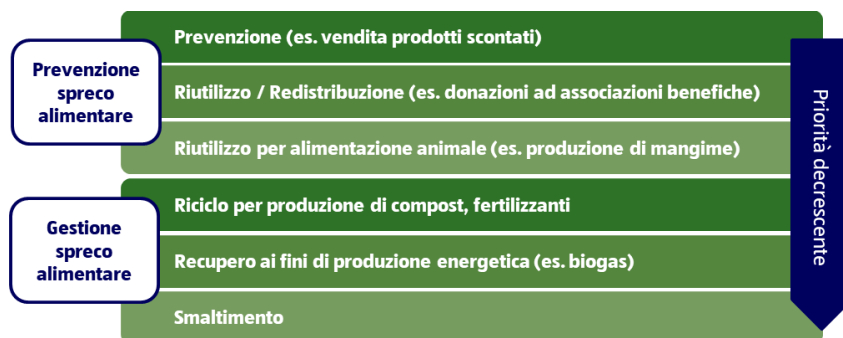 Prevenzione
spreco
alimentare
Prevenzione (es. vendita prodotti scontati)
Riutilizzo / Redistribuzione (es. donazioni ad associazioni benefiche)
Riutilizzo per alimentazione animale (es. produzione di mangime)
Gestione
spreco
alimentare
Riciclo per produzione di compost, fertilizzanti
Recupero ai fini di produzione energetica (es. biogas)
Smaltimento
Priorità decrescente